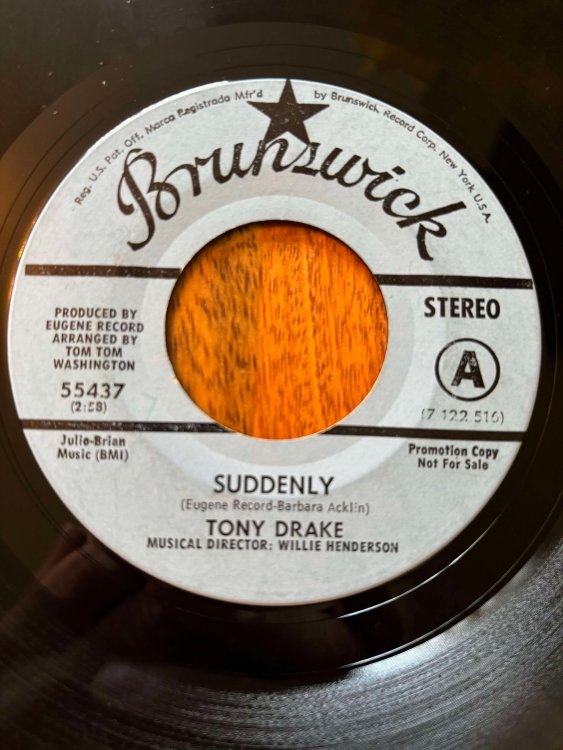 Reg. U.S. Pat. Off. Marca Registrada Mfr'd by Brunswick Record Corp. New York U.S.A.
Brunswick
PRODUCED BY
EUGENE RECORD
ARRANGED BY
TOM TOM
WASHINGTON
55437
(2:58)
Julio-Brian
Music (BMI)
STEREO
A
(7 122,516)
Promotion Copy
Not For Sale
SUDDENLY
(Eugene Record-Barbara Acklin)
TONY DRAKE
MUSICAL DIRECTOR: WILLIE HENDERSON